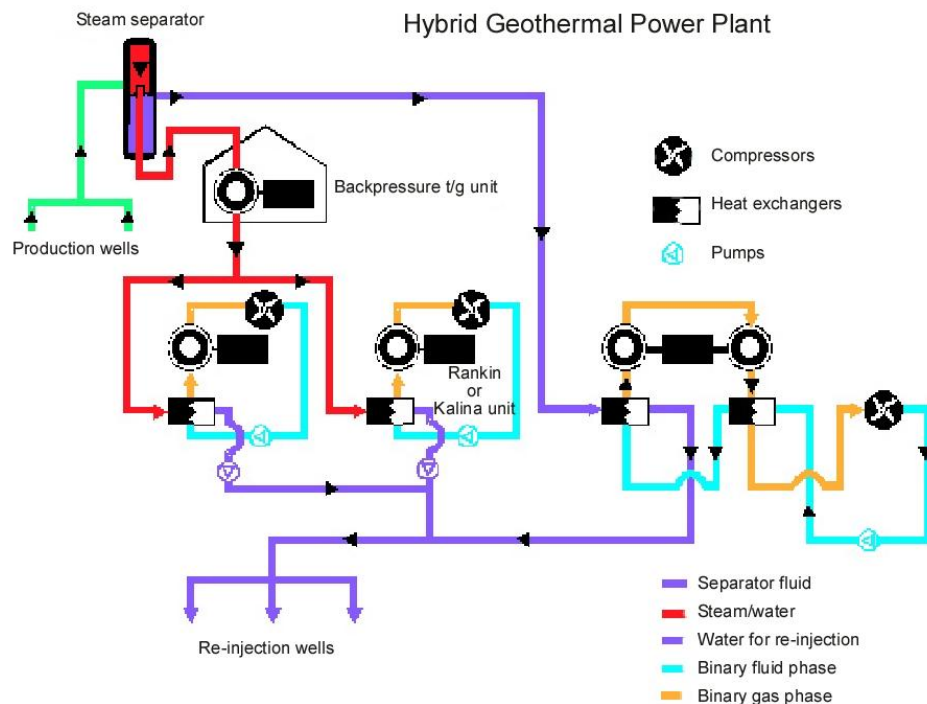 Hybrid Geothermal Power Plant
Steam separator
Backpressure t/g unit
Production wells
Compressors
Heat exchangers
Pumps
Rankin
or
Kalina unit
Re-injection wells
Separator fluid
Steam/water
Water for re-injection
Binary fluid phase
Binary gas phase